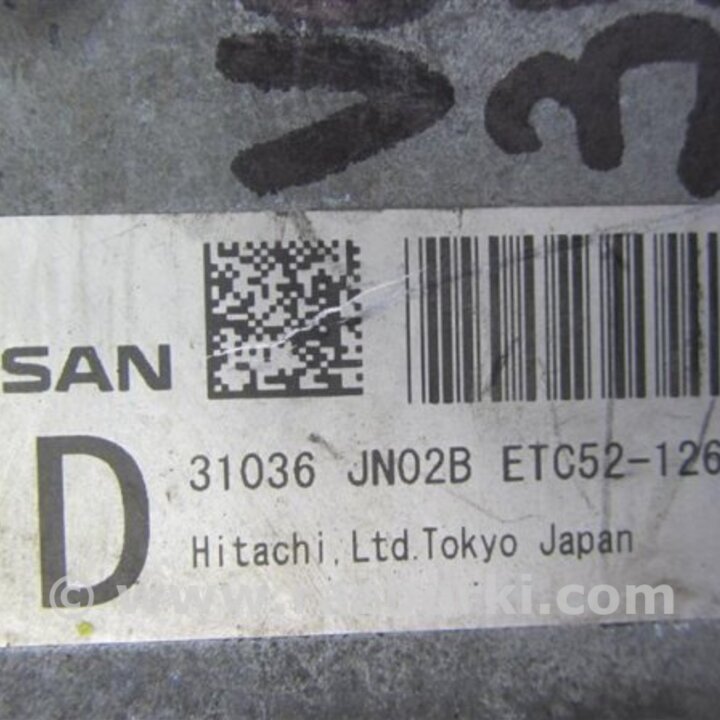 SAN
D
31036 JN02B ETC52-126
Hitachi, Ltd. Tokyo Japan